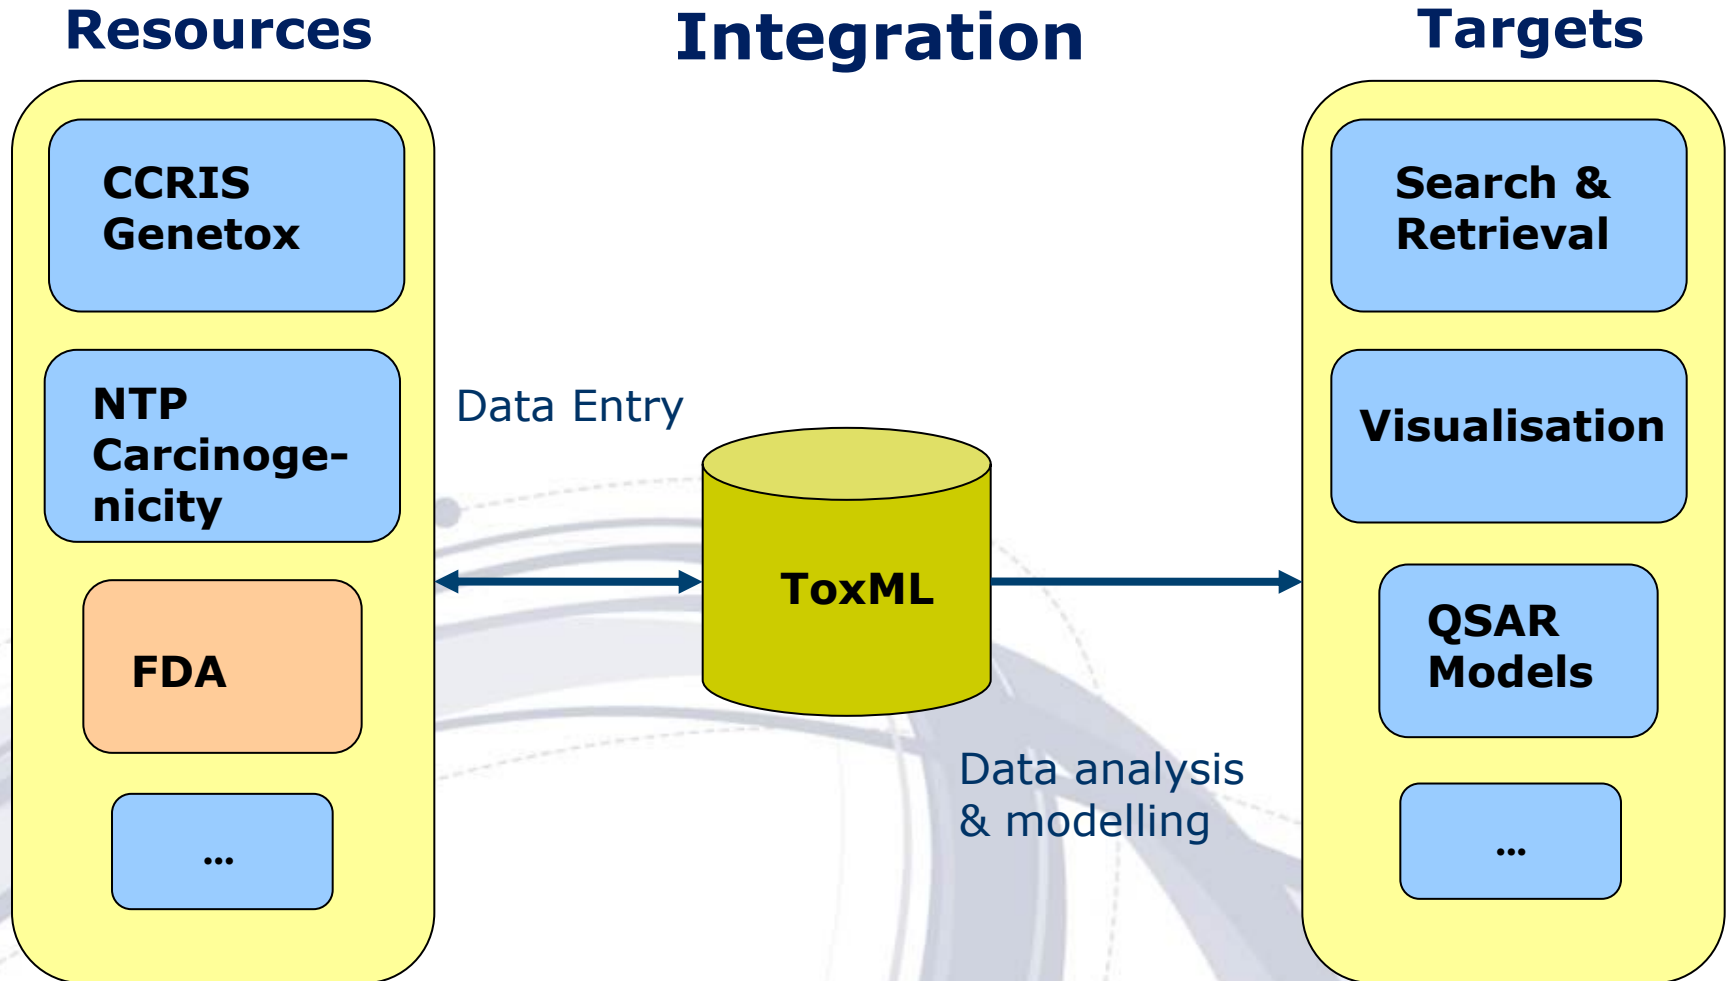 Resources
Integration
Targets
CCRIS
Genetox
NTP
Carcinoge-
nicity
FDA
...
Data Entry
ToxML
Data analysis
& modelling
Search &
Retrieval
Visualisation
QSAR
Models
...